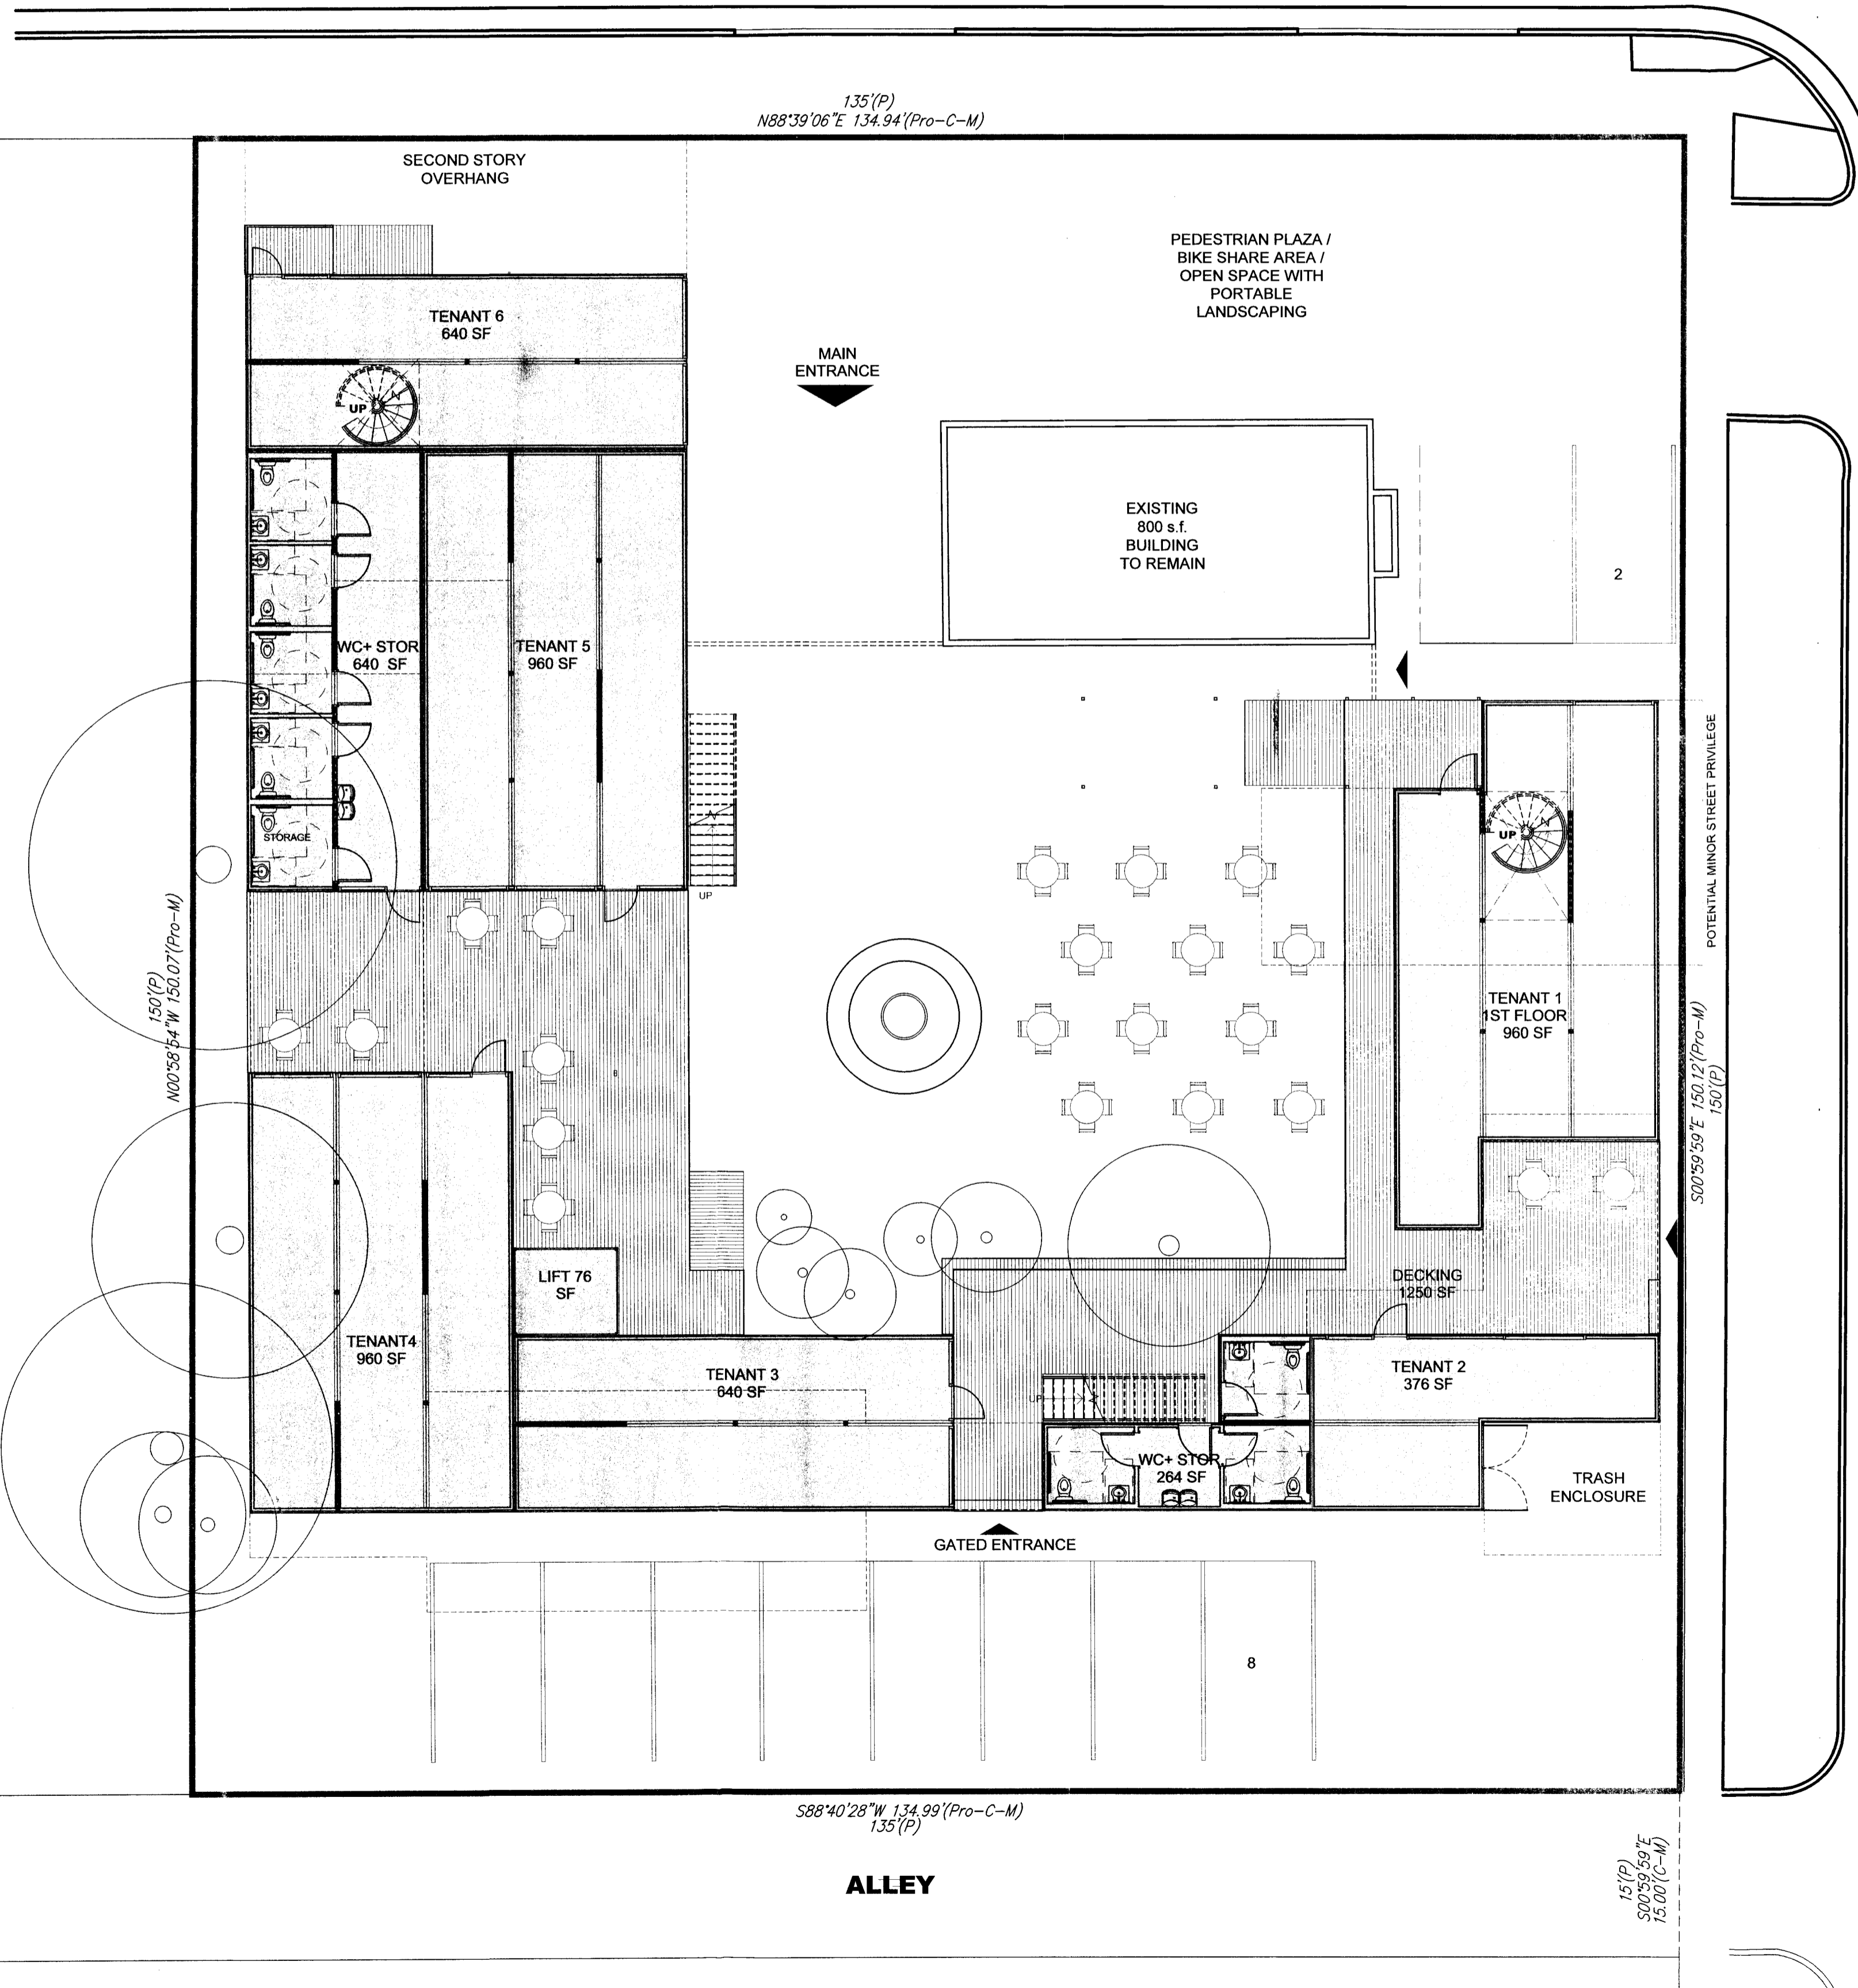 135'(P)
N88°39'06"E 134.94'(Pro-C-M)
SECOND STORY
OVERHANG
PEDESTRIAN PLAZA /
BIKE SHARE AREA /
OPEN SPACE WITH
PORTABLE
LANDSCAPING
TENANT 6
640 SF
MAIN
ENTRANCE
UP
EXISTING
800 s.f.
BUILDING
TO REMAIN
2
WC+ STOR
640 SF
TENANT 5
960 SF
STORAGE
UP
UP
POTENTIAL MINOR STREET PRIVILEGE
150'(P)
N00°58'54"W 150.07'(Pro-M)
TENANT 1
1ST FLOOR
960 SF
S00°59'59"E 150.12'(Pro-M)
150'(P)
LIFT 76
SF
DECKING
1250 SF
TENANT4
960 SF
TENANT 3
640 SF
UP
TENANT 2
376 SF
WC+ STOR
264 SF
TRASH
ENCLOSURE
GATED ENTRANCE
8
S88°40'28"W 134.99'(Pro-C-M)
135'(P)
ALLEY
15'(P)
S00°59'59"E
15.00'(C-M)